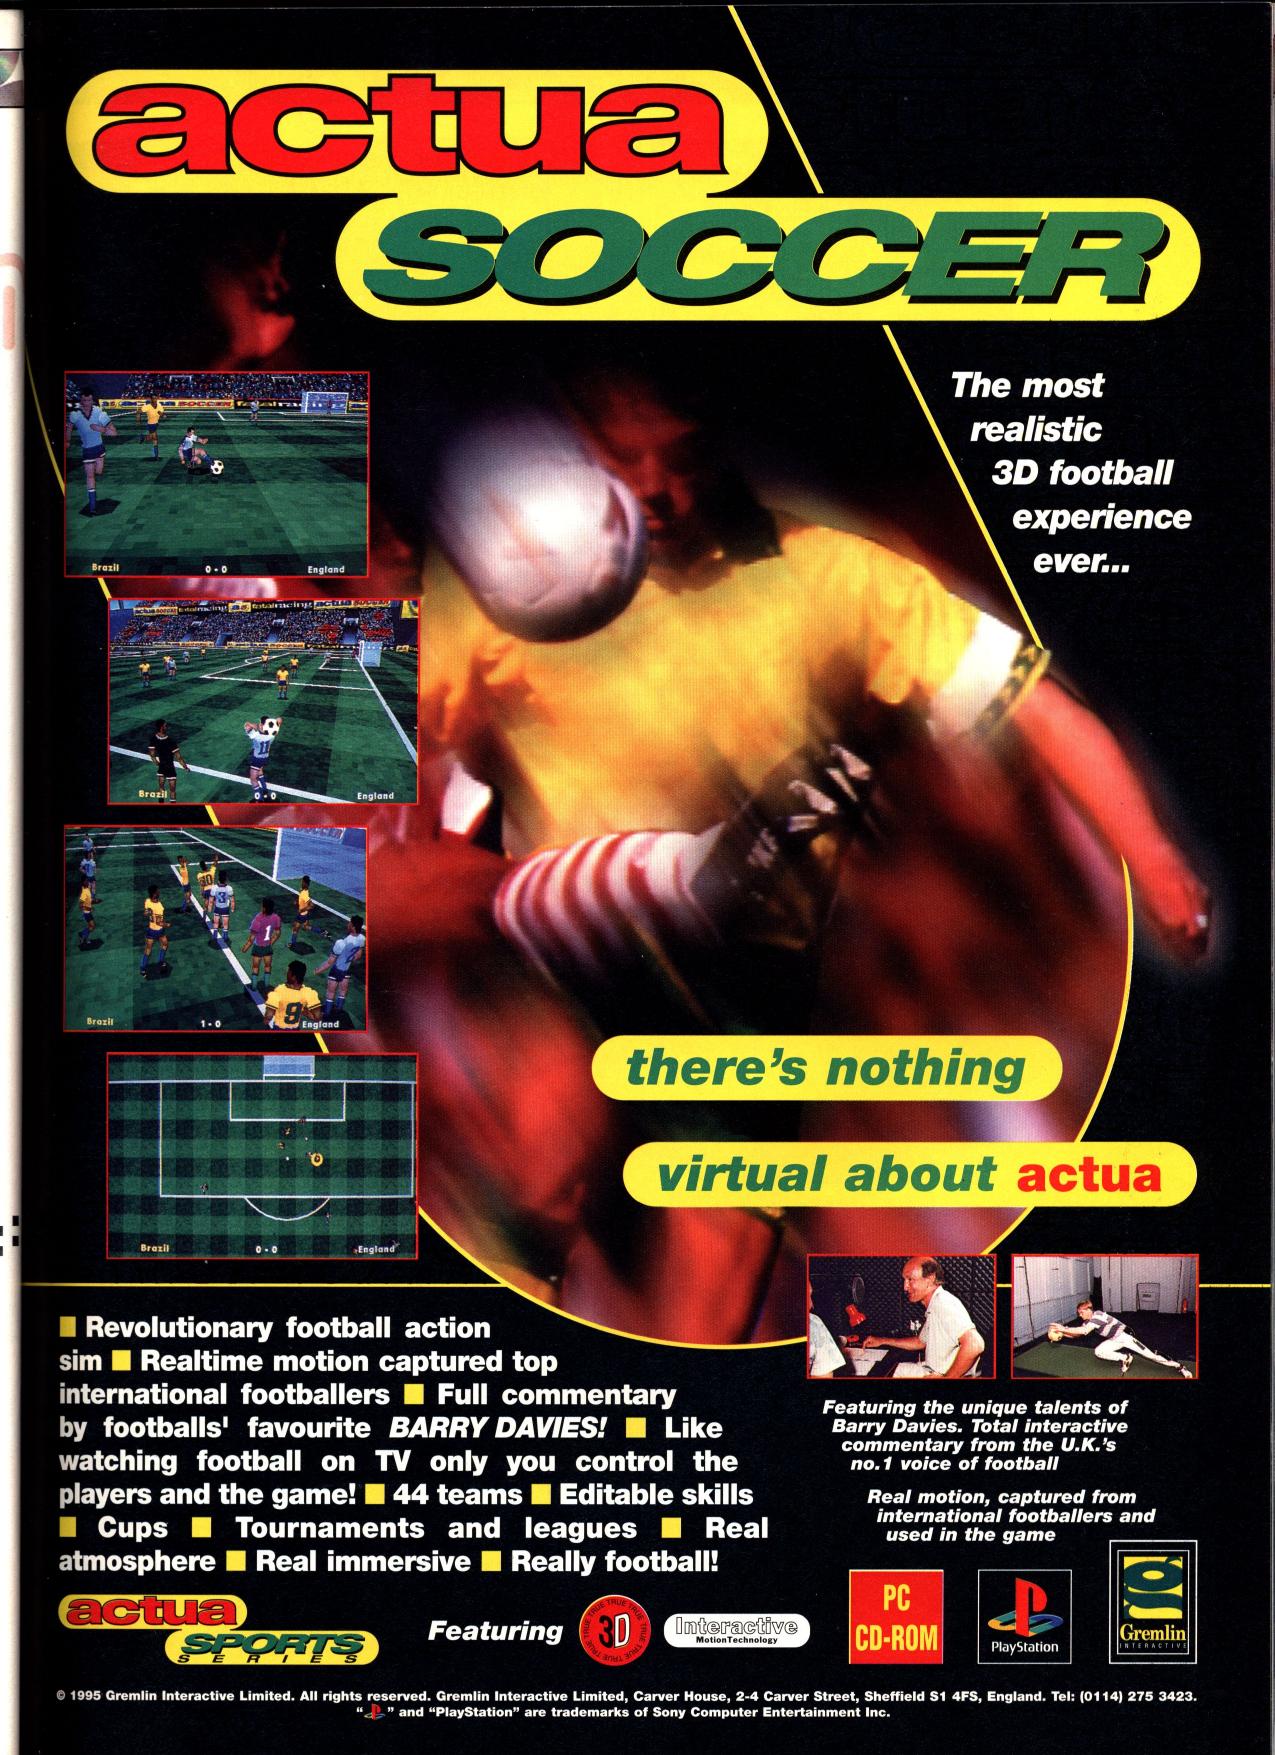 actua
SOCCER
The most
realistic
3D football
experience
ever...
Brazil 0-0 England
Brazil 0-0 England
Brazil 1-0 England
Brazil 0-0 England
there's nothing
virtual about actua
■ Revolutionary football action
sim ■ Realtime motion captured top
international footballers ■ Full commentary
by footballs' favourite BARRY DAVIES! ■ Like
watching football on TV only you control the
players and the game! ■ 44 teams ■ Editable skills
■ Cups ■ Tournaments and leagues ■ Real
atmosphere ■ Real immersive ■ Really football!
Featuring the unique talents of
Barry Davies. Total interactive
commentary from the U.K.'s
no.1 voice of football
Real motion, captured from
international footballers and
used in the game
actua
SPORTS
SERIES
Featuring
TRUE TRUE TRUE TRUE TRUE TRUE
3D
Interactive
MotionTechnology
PC
CD-ROM
PlayStation
g
Gremlin
INTERACTIVE
© 1995 Gremlin Interactive Limited. All rights reserved. Gremlin Interactive Limited, Carver House, 2-4 Carver Street, Sheffield S1 4FS, England. Tel: (0114) 275 3423.
" " and "PlayStation" are trademarks of Sony Computer Entertainment Inc.